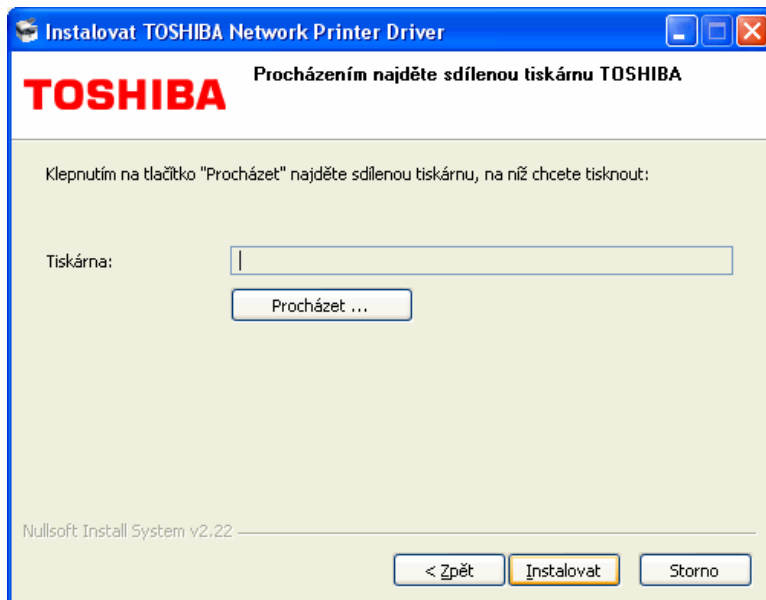 Instalovat TOSHIBA Network Printer Driver
TOSHIBA
Procházením najděte sdílenou tiskárnu TOSHIBA
Klepnutím na tlačítko "Procházet" najděte sdílenou tiskárnu, na níž chcete tisknout:
Tiskárna:
Procházet ...
Nullsoft Install System v2.22
< Zpět
Instalovat
Storno